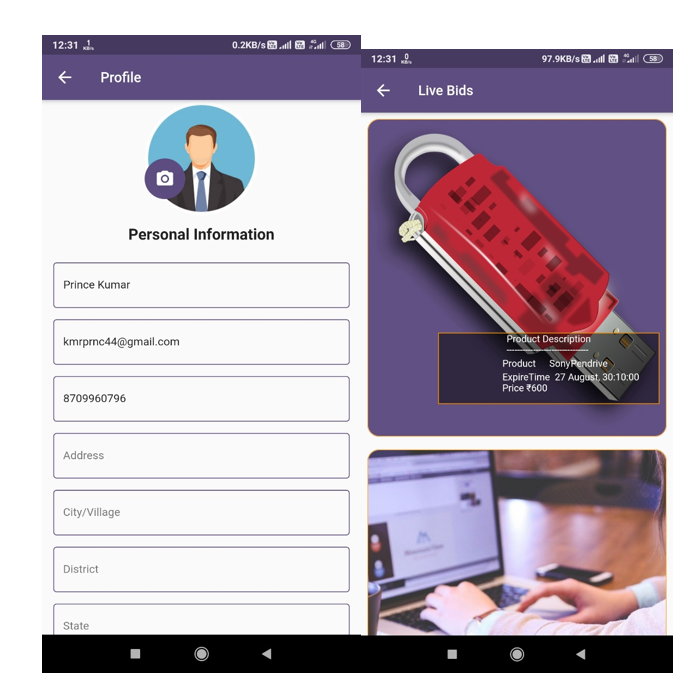 12:31 1 KB/s 0.2KB/s 4G 58
Profile
Personal Information
Prince Kumar
kmrprnc44@gmail.com
8709960796
Address
City/Village
District
State
12:31 0 KB/s 97.9KB/s 4G 58
Live Bids
Product Description
--------------------------------
Product SonyPendrive
ExpireTime 27 August, 30:10:00
Price ₹600